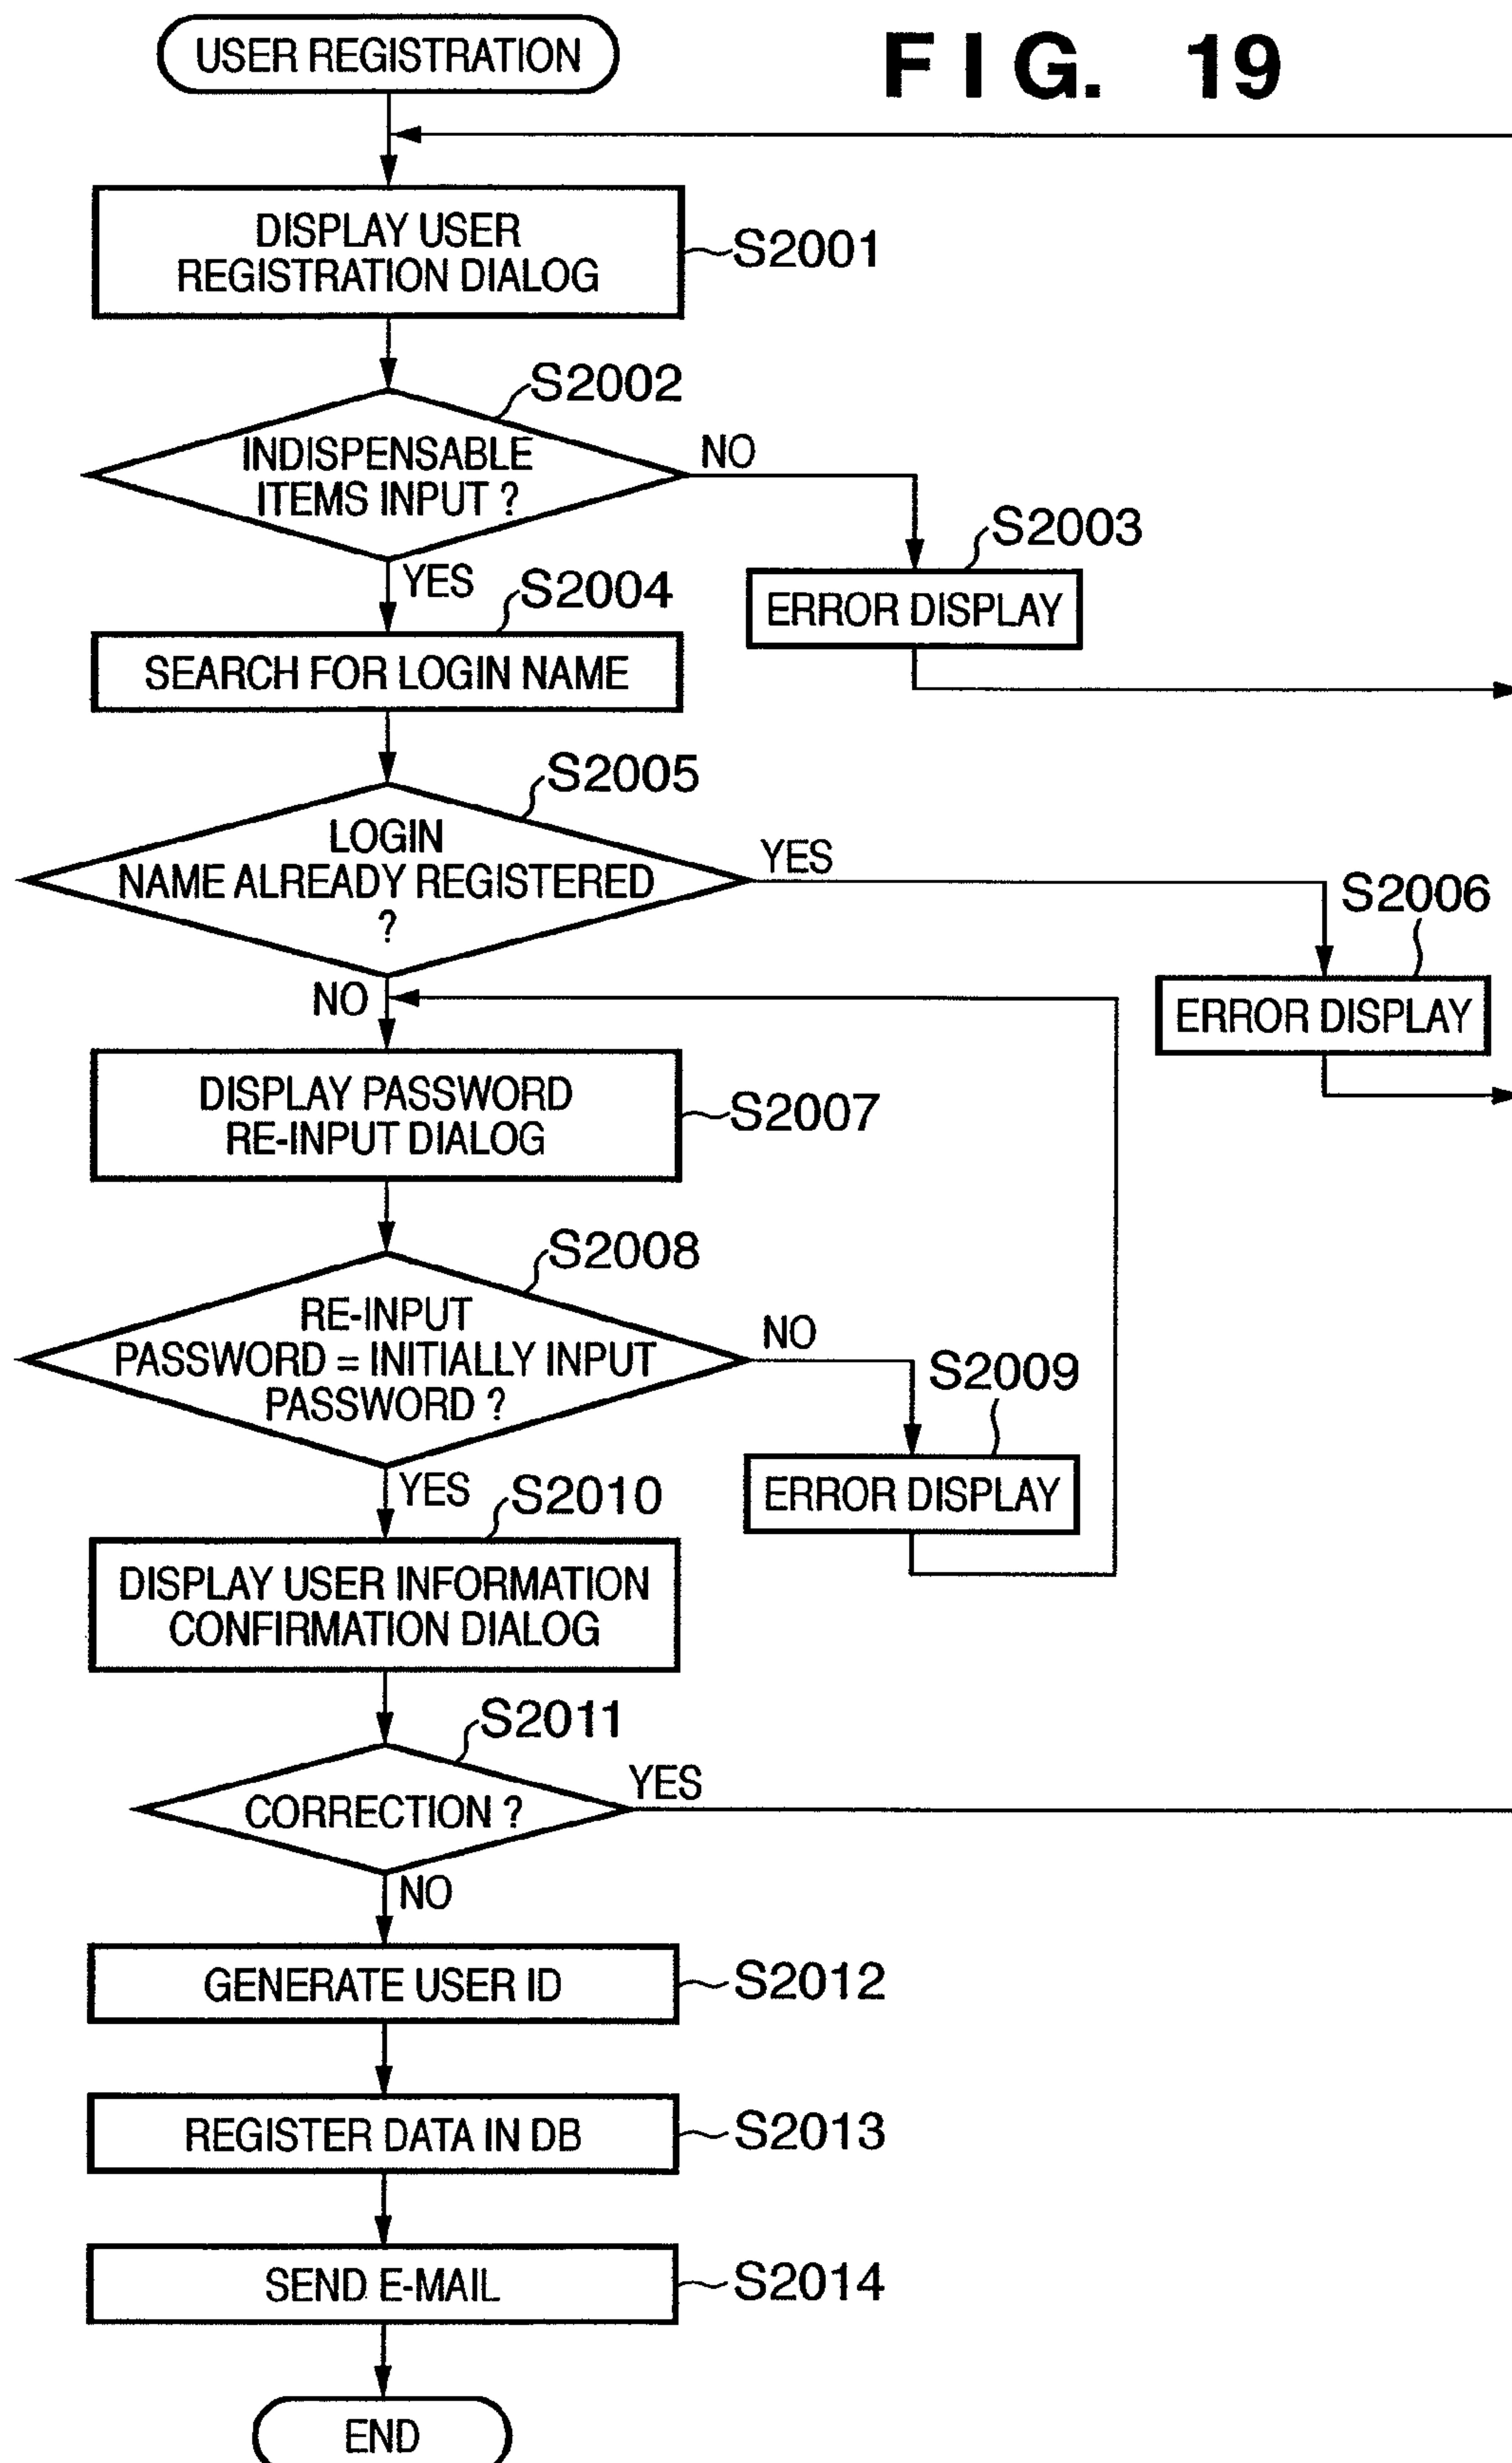 USER REGISTRATION
FIG. 19
DISPLAY USER
REGISTRATION DIALOG
S2001
S2002
INDISPENSABLE
ITEMS INPUT ?
NO
YES
S2003
ERROR DISPLAY
S2004
SEARCH FOR LOGIN NAME
S2005
LOGIN
NAME ALREADY REGISTERED
?
YES
NO
S2006
ERROR DISPLAY
DISPLAY PASSWORD
RE-INPUT DIALOG
S2007
S2008
RE-INPUT
PASSWORD = INITIALLY INPUT
PASSWORD ?
NO
YES
S2009
ERROR DISPLAY
S2010
DISPLAY USER INFORMATION
CONFIRMATION DIALOG
S2011
CORRECTION ?
YES
NO
GENERATE USER ID
S2012
REGISTER DATA IN DB
S2013
SEND E-MAIL
S2014
END